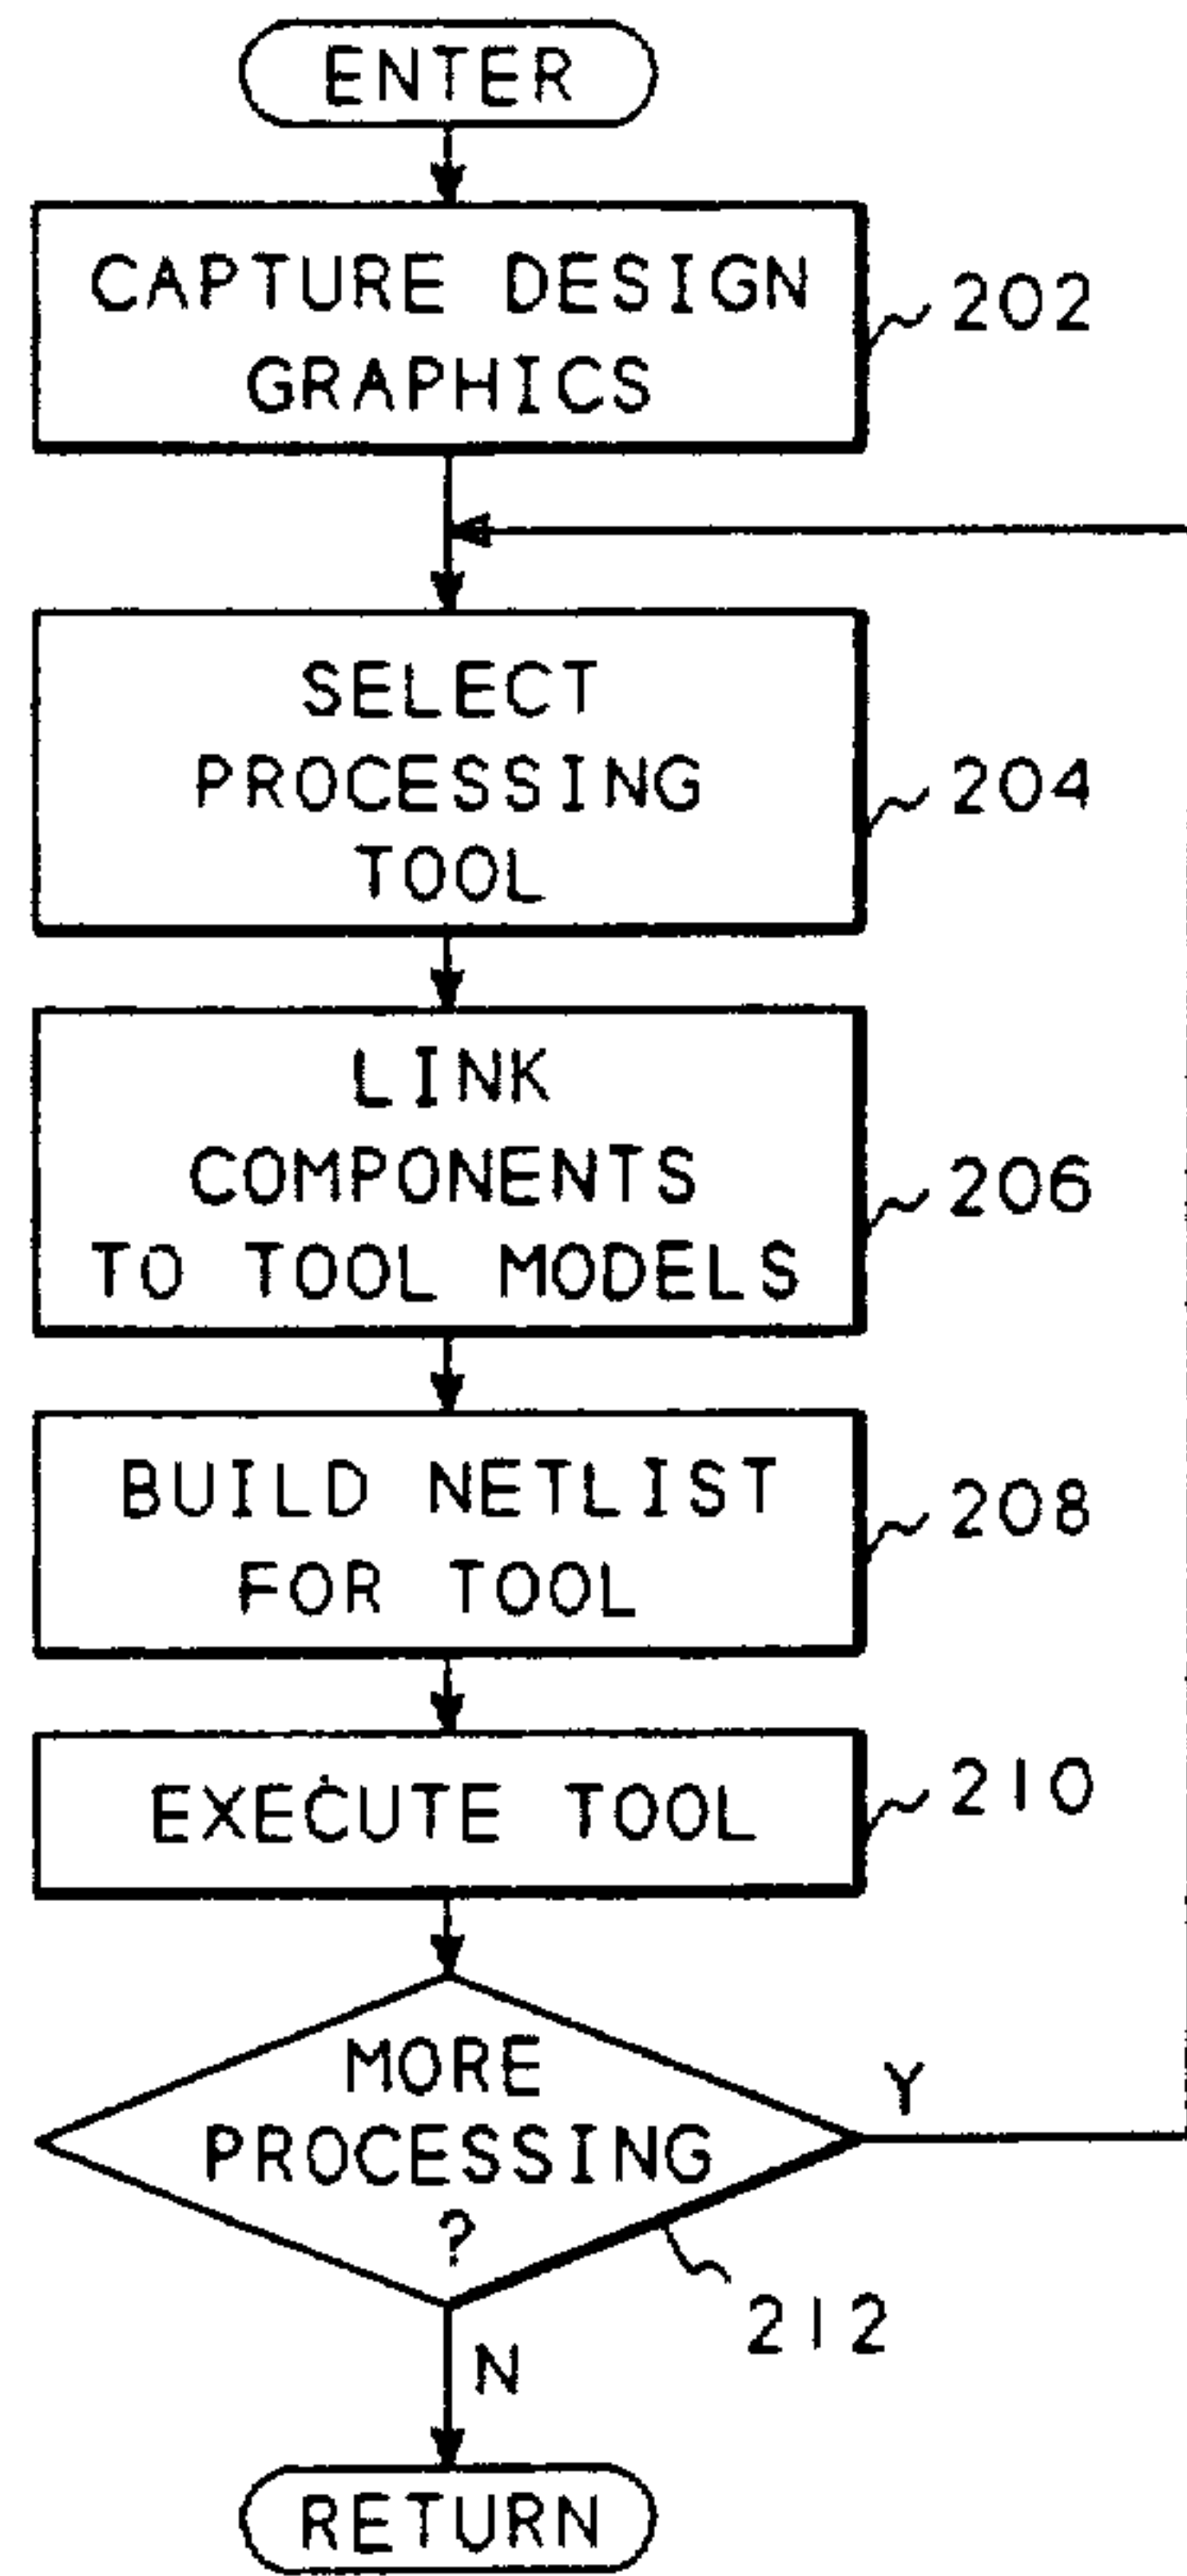 ENTER
CAPTURE DESIGN
GRAPHICS
202
SELECT
PROCESSING
TOOL
204
LINK
COMPONENTS
TO TOOL MODELS
206
BUILD NETLIST
FOR TOOL
208
EXECUTE TOOL
210
MORE
PROCESSING
?
Y
212
N
RETURN